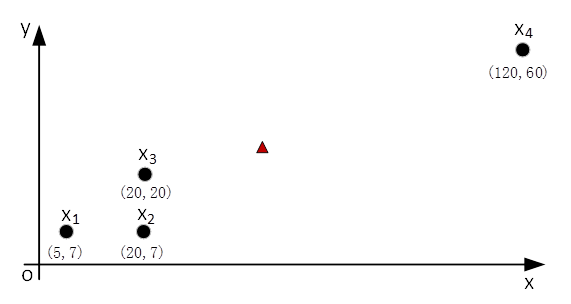 y
x4
(120, 60)
x3
(20, 20)
x1
x2
(5, 7)
(20, 7)
o
x